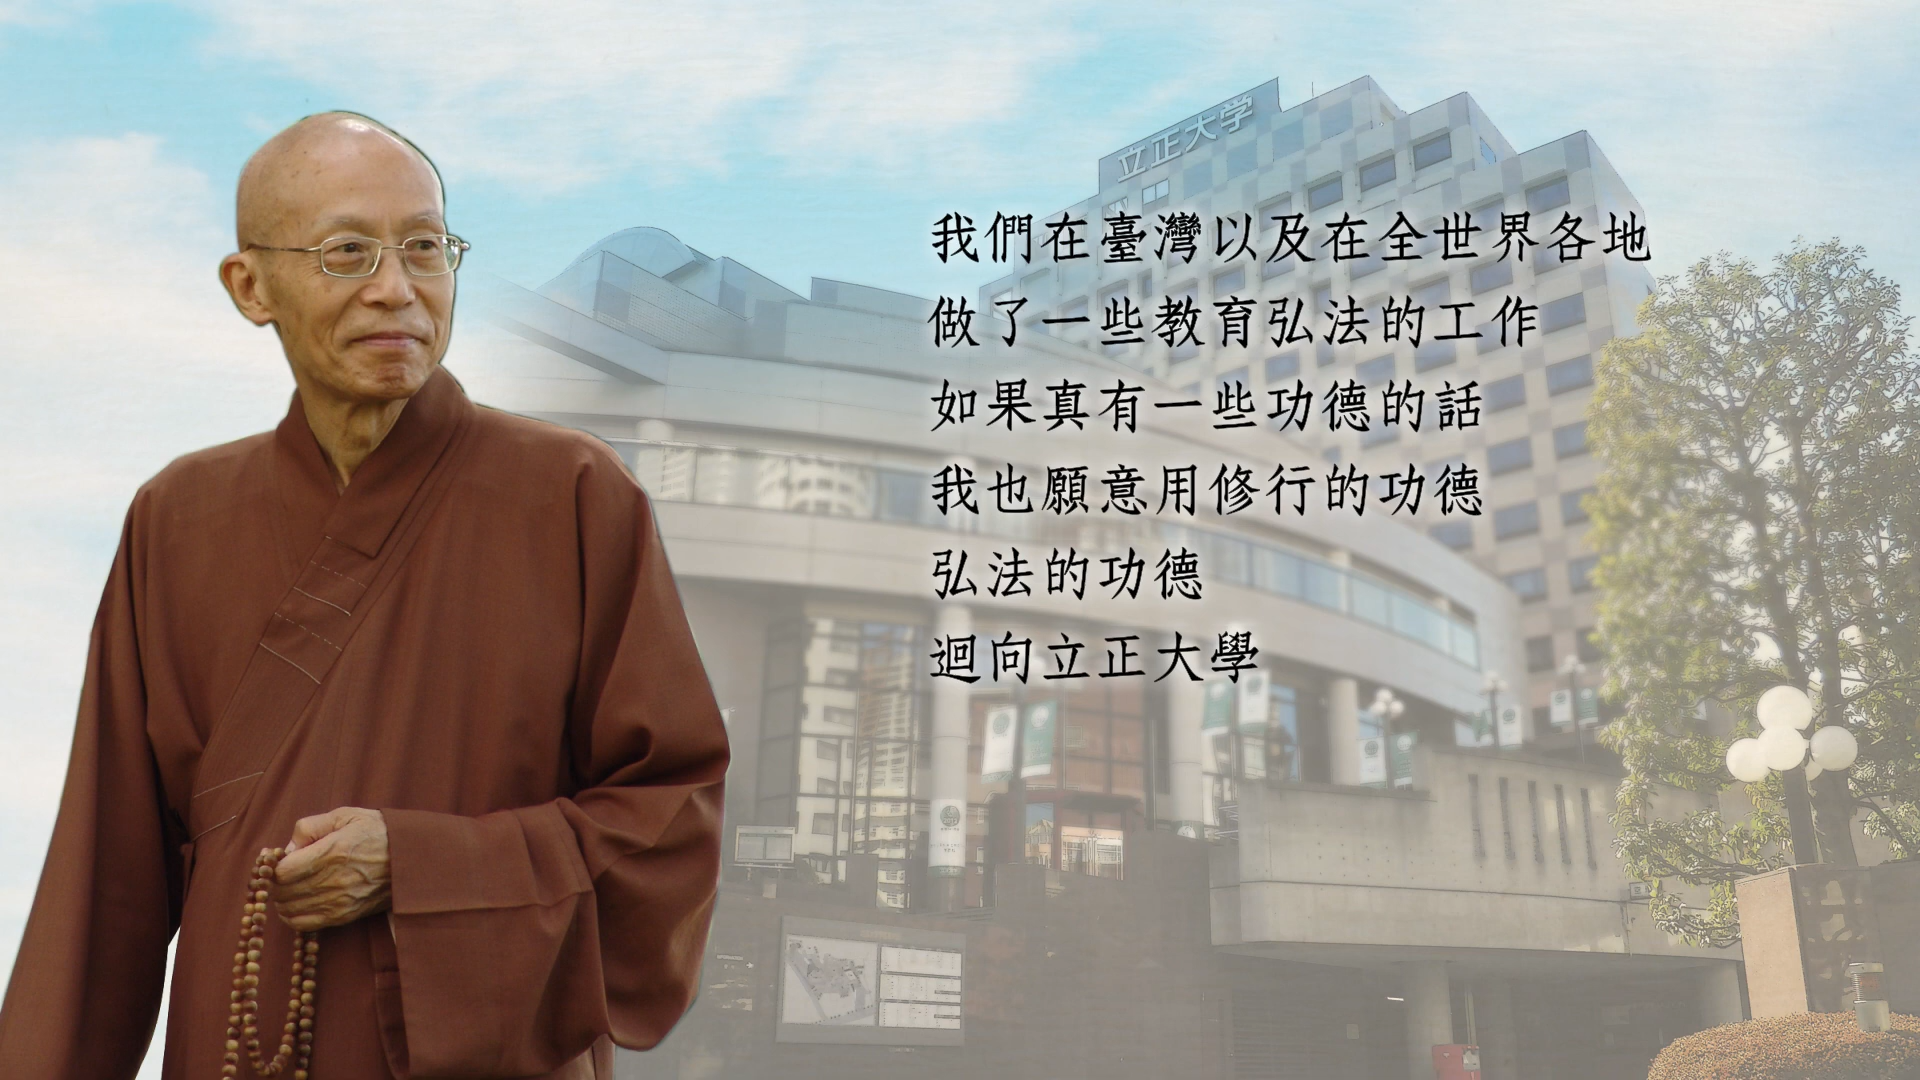 立正大学
我們在臺灣以及在全世界各地
做了一些教育弘法的工作
如果真有一些功德的話
我也願意用修行的功德
弘法的功德
迴向立正大學